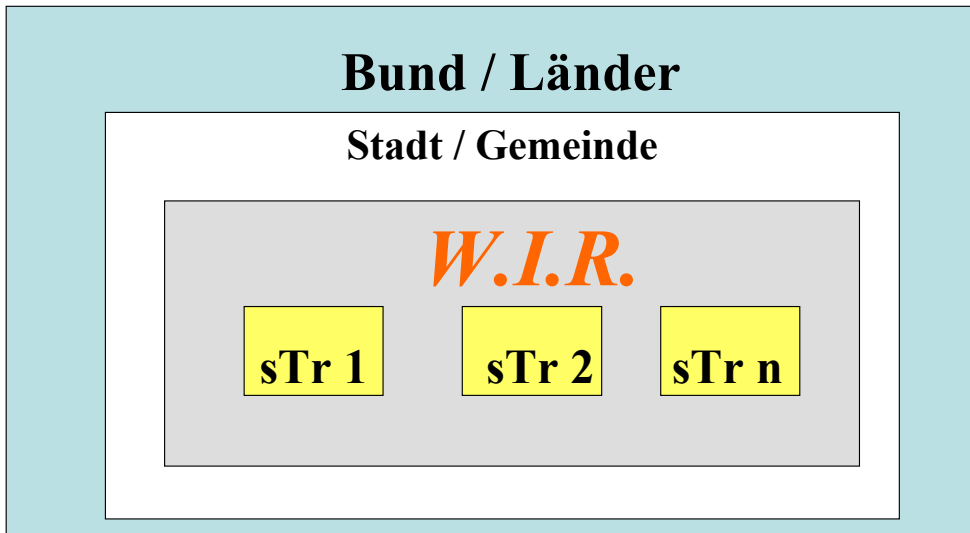 Bund / Länder
Stadt / Gemeinde
W.I.R.
sTr 1 sTr 2 sTr n